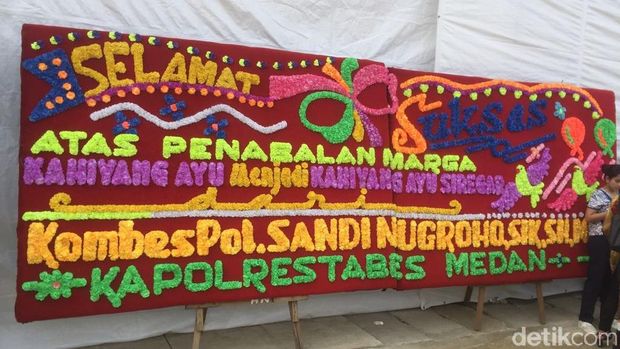 SELAMAT Sukses
ATAS PENABALAN MARGA
KAHIYANG AYU Menjadi KAHIYANG AYU SIREGAR
dari
Kombes Pol. SANDI NUGROHO, SIK, SH, M
KAPOLRESTABES MEDAN
detikcom